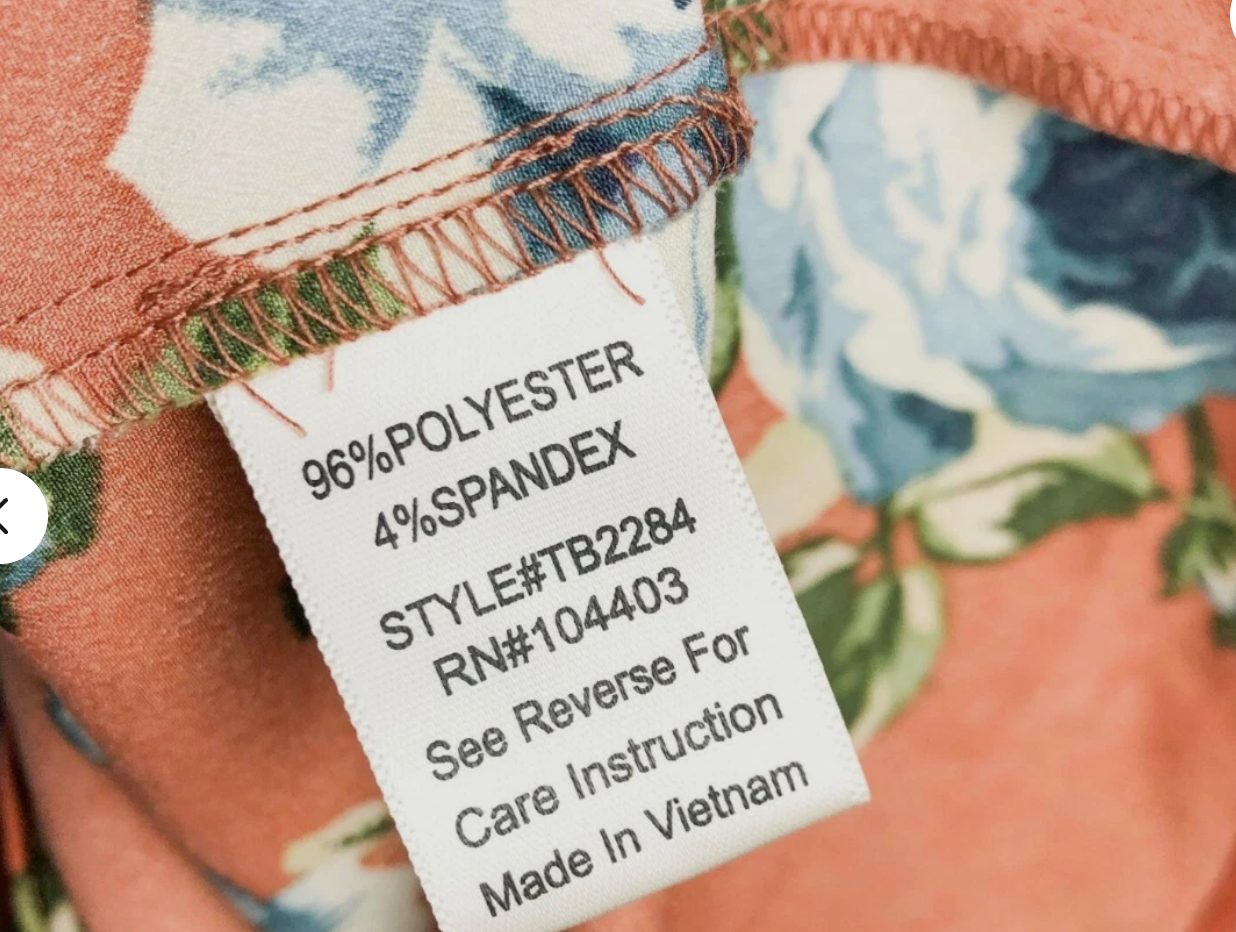 96%POLYESTER
4%SPANDEX
STYLE#TB2284
RN#104403
See Reverse For
Care Instruction
Made In Vietnam